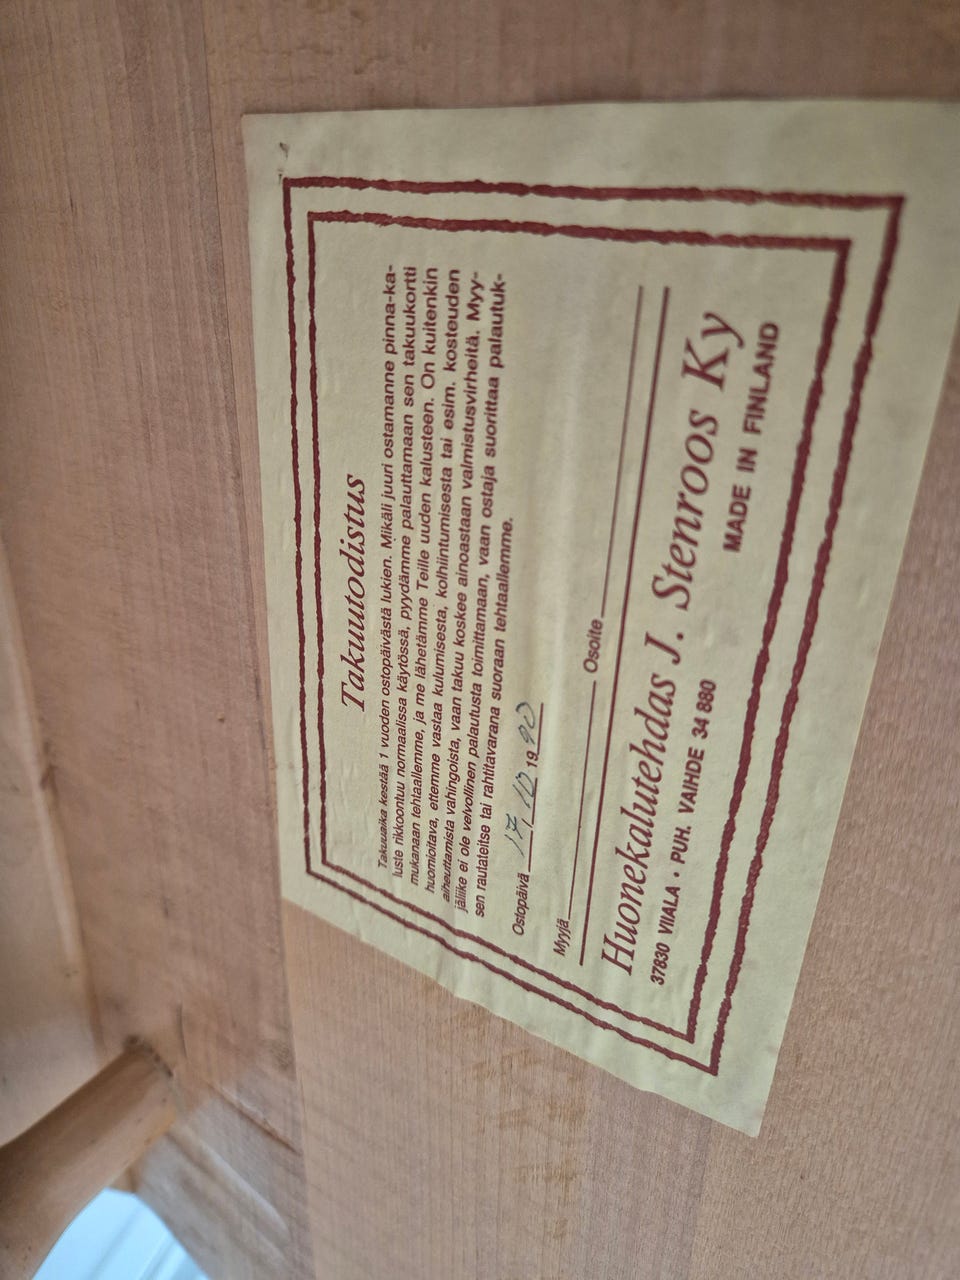 Takuutodistus
Takuuaika kestää 1 vuoden ostopäivästä lukien. Mikäli juuri ostamanne pinna-ka-
luste rikkoontuu normaalissa käytössä, pyydämme palauttamaan sen takuukortti
mukanaan tehtaallemme, ja me lähetämme Teille uuden kalusteen. On kuitenkin
huomioitava, ettemme vastaa kulumisesta, kolhiintumisesta tai esim. kosteuden
aiheuttamista vahingoista, vaan takuu koskee ainoastaan valmistusvirheitä. Myy-
jäliike ei ole velvollinen palautusta toimittamaan, vaan ostaja suorittaa palautuk-
sen rautateitse tai rahtitavarana suoraan tehtaallemme.
Ostopäivä 17.10 1990
Myyjä Osoite
Huonekalutehdas J. Stenroos Ky
37830 VIIALA • PUH. VAIHDE 34 880 MADE IN FINLAND